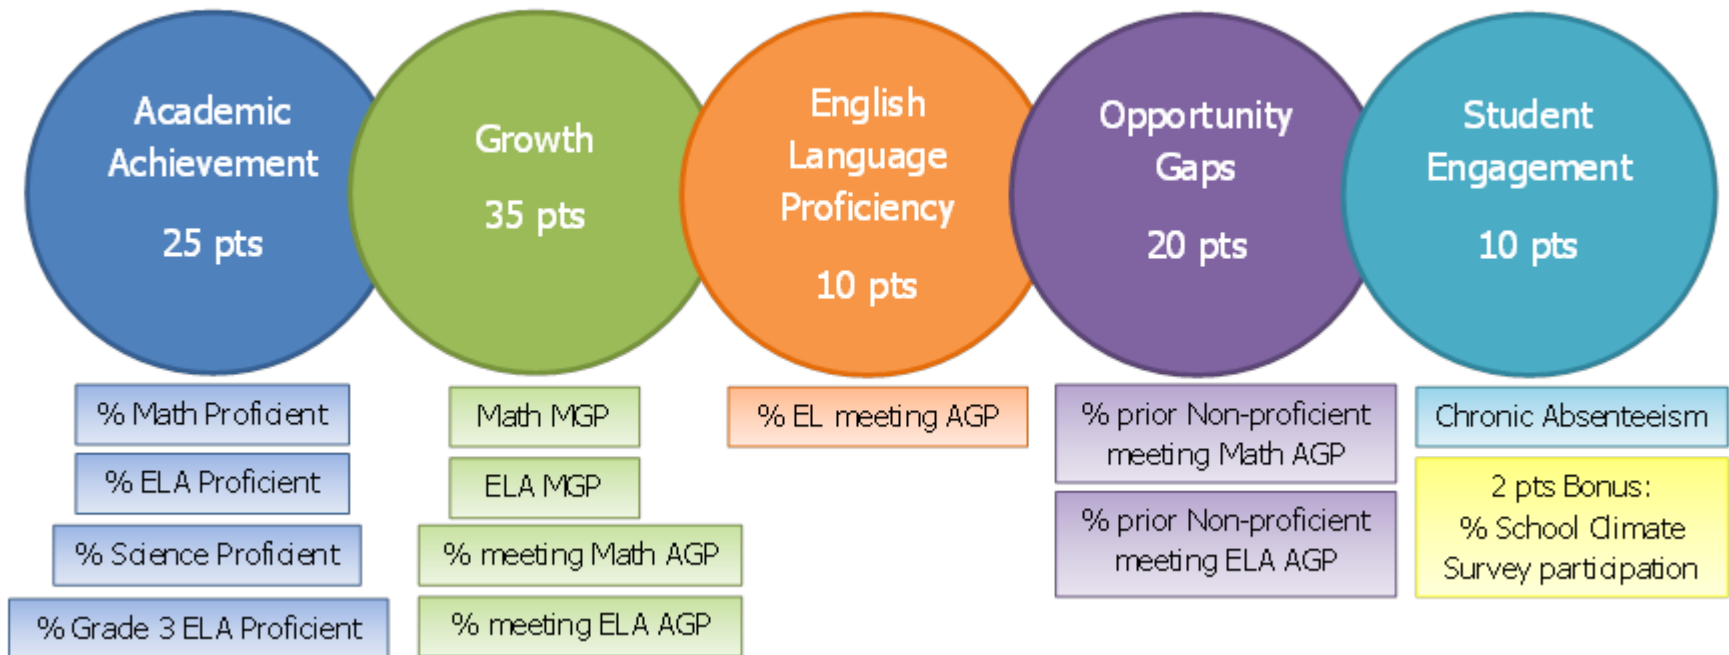 Academic
Achievement
25 pts
Growth
35 pts
English
Language
Proficiency
10 pts
Opportunity
Gaps
20 pts
Student
Engagement
10 pts
% Math Proficient
% ELA Proficient
% Science Proficient
% Grade 3 ELA Proficient
Math MGP
ELA MGP
% meeting Math AGP
% meeting ELA AGP
% EL meeting AGP
% prior Non-proficient
meeting Math AGP
% prior Non-proficient
meeting ELA AGP
Chronic Absenteeism
2 pts Bonus:
% School Climate
Survey participation